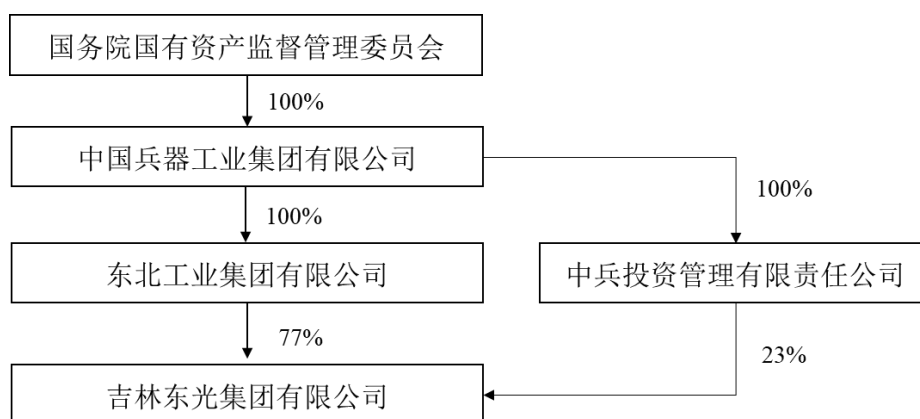 国务院国有资产监督管理委员会
100%
中国兵器工业集团有限公司
100%
100%
东北工业集团有限公司
中兵投资管理有限责任公司
77%
23%
吉林东光集团有限公司